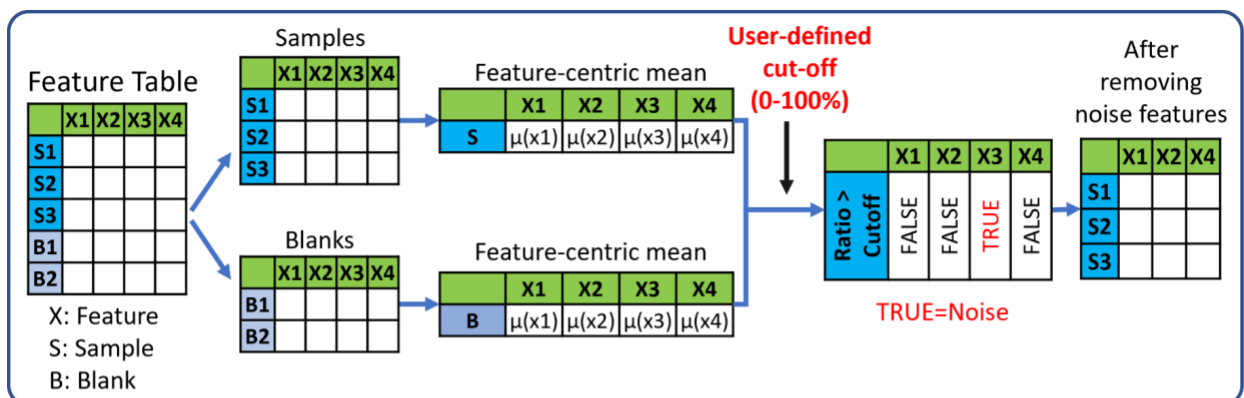 Feature Table
X1 X2 X3 X4
S1
S2
S3
B1
B2
X: Feature
S: Sample
B: Blank
Samples
X1 X2 X3 X4
S1
S2
S3
Blanks
X1 X2 X3 X4
B1
B2
Feature-centric mean
X1 X2 X3 X4
S μ(x1) μ(x2) μ(x3) μ(x4)
Feature-centric mean
X1 X2 X3 X4
B μ(x1) μ(x2) μ(x3) μ(x4)
User-defined
cut-off
(0-100%)
X1 X2 X3 X4
Ratio >
Cutoff
FALSE
FALSE
TRUE
FALSE
TRUE=Noise
After
removing
noise features
X1 X2 X4
S1
S2
S3